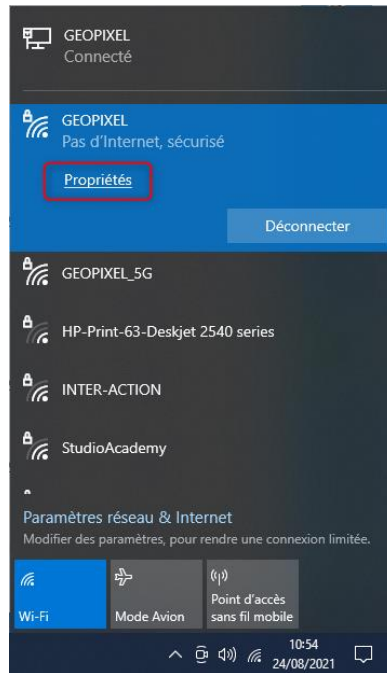 GEOPIXEL
Connecté
GEOPIXEL
Pas d'Internet, sécurisé
Propriétés
Déconnecter
GEOPIXEL_5G
HP-Print-63-Deskjet 2540 series
INTER-ACTION
StudioAcademy
Paramètres réseau & Internet
Modifier des paramètres, pour rendre une connexion limitée.
Wi-Fi
Mode Avion
Point d'accès
sans fil mobile
10:54
24/08/2021